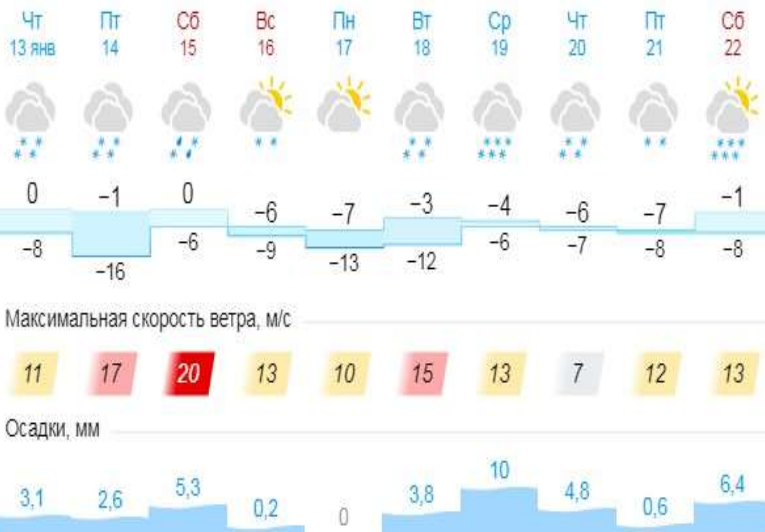 Чт Пт Сб Вс Пн Вт Ср Чт Пт Сб
13 янв 14 15 16 17 18 19 20 21 22
0 −1 0 −6 −7 −3 −4 −6 −7 −1
−8 −16 −6 −9 −13 −12 −6 −7 −8 −8
Максимальная скорость ветра, м/с
11 17 20 13 10 15 13 7 12 13
Осадки, мм
3,1 2,6 5,3 0,2 0 3,8 10 4,8 0,6 6,4